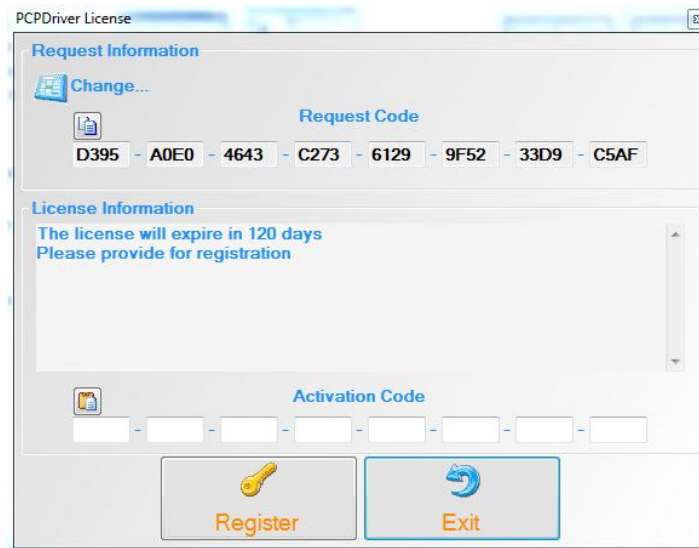 PCPDriver License
Request Information
Change...
Request Code
D395 - A0E0 - 4643 - C273 - 6129 - 9F52 - 33D9 - C5AF
License Information
The license will expire in 120 days
Please provide for registration
Activation Code
- - - - - - -
Register
Exit